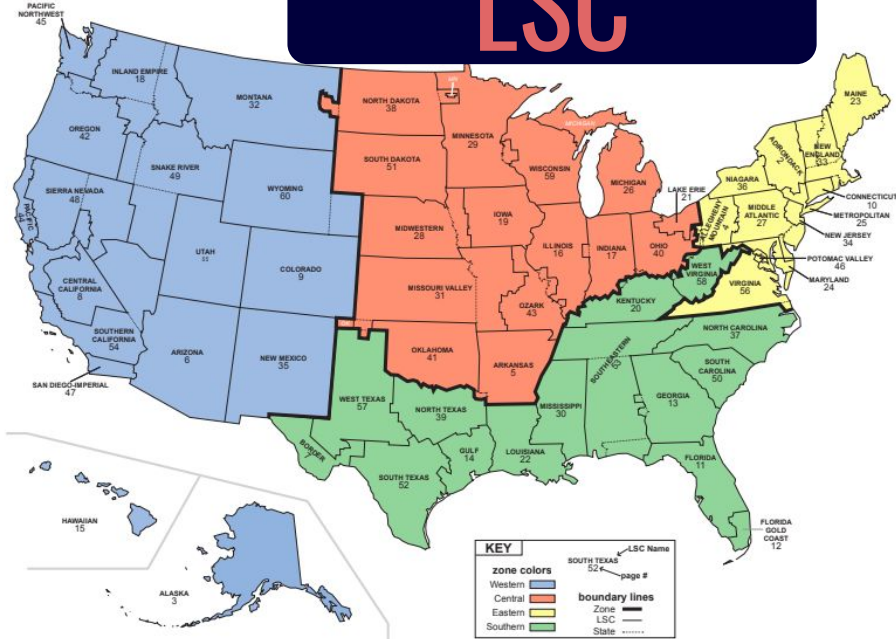 LSC
PACIFIC
NORTHWEST
45
INLAND EMPIRE
18
MONTANA
32
OREGON
42
SNAKE RIVER
49
WYOMING
60
SIERRA NEVADA
48
PACIFIC
UTAH
COLORADO
9
CENTRAL
CALIFORNIA
8
SOUTHERN
CALIFORNIA
54
ARIZONA
6
NEW MEXICO
35
SAN DIEGO-IMPERIAL
47
HAWAIIAN
15
ALASKA
3
NORTH DAKOTA
38
MINNESOTA
29
SOUTH DAKOTA
51
WISCONSIN
59
MICHIGAN
MICHIGAN
26
LAKE ERIE
21
IOWA
19
MIDWESTERN
28
ILLINOIS
16
INDIANA
17
OHIO
40
MISSOURI VALLEY
31
OZARK
43
OKLAHOMA
41
ARKANSAS
5
MAINE
23
ADIRONDACK
2
NEW
ENGLAND
33
NIAGARA
36
CONNECTICUT
10
METROPOLITAN
25
MIDDLE
ATLANTIC
27
ALLEGHENY
MOUNTAIN
4
NEW JERSEY
34
POTOMAC VALLEY
46
MARYLAND
24
VIRGINIA
56
WEST
VIRGINIA
58
KENTUCKY
20
NORTH CAROLINA
37
SOUTHEASTERN
53
SOUTH
CAROLINA
50
GEORGIA
13
MISSISSIPPI
30
WEST TEXAS
57
NORTH TEXAS
39
BORDER
7
GULF
14
LOUISIANA
22
SOUTH TEXAS
52
FLORIDA
11
FLORIDA
GOLD
COAST
12
KEY
LSC Name
SOUTH TEXAS
52
page #
zone colors
Western
Central
Eastern
Southern
boundary lines
Zone
LSC
State